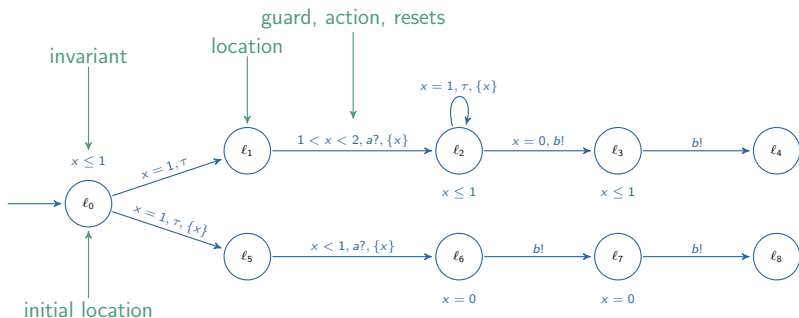 guard, action, resets
invariant
location
x = 1, τ, {x}
x ≤ 1
x = 1, τ
ℓ1
1 < x < 2, a?, {x}
ℓ2
x = 0, b!
ℓ3
b!
ℓ4
x ≤ 1
x ≤ 1
ℓ0
x = 1, τ, {x}
ℓ5
x < 1, a?, {x}
ℓ6
b!
ℓ7
b!
ℓ8
x = 0
x = 0
initial location